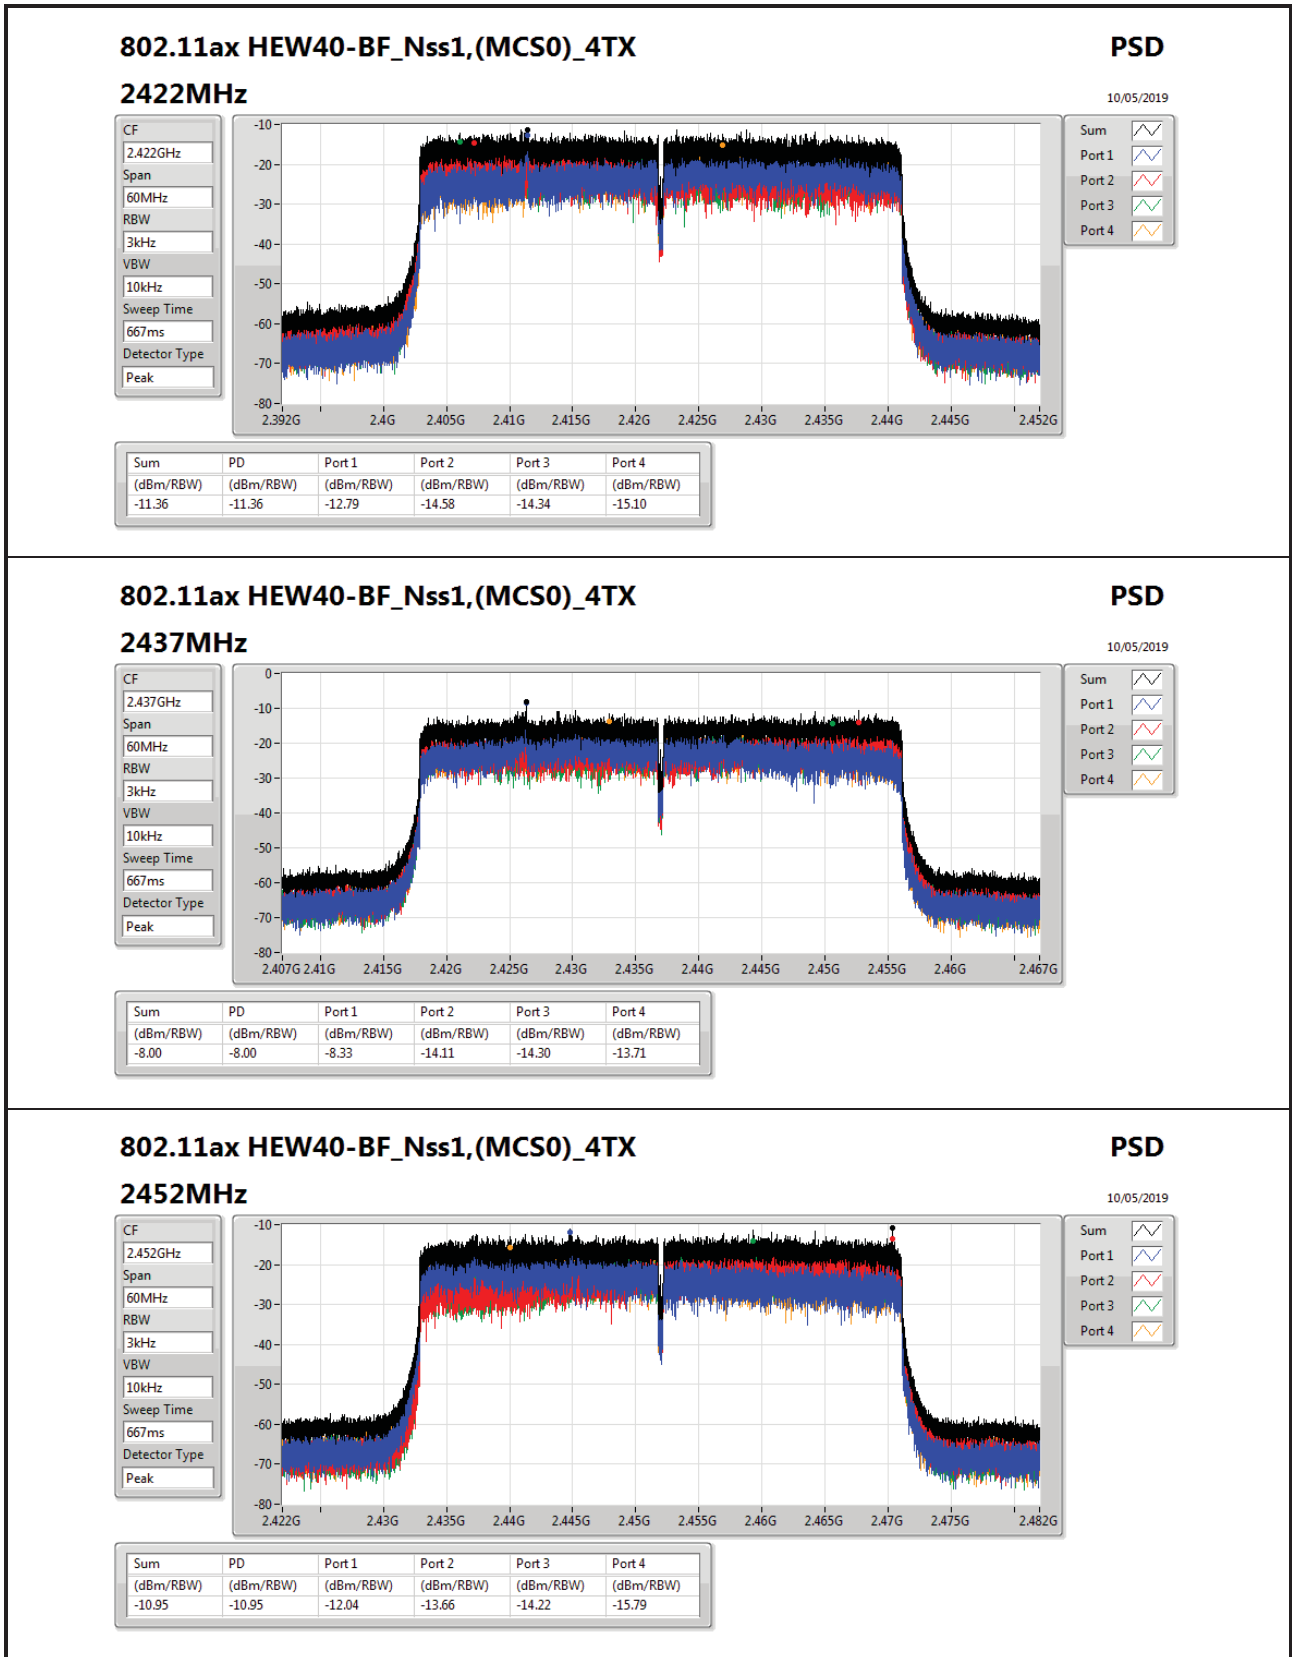 802.11ax HEW40-BF_Nss1,(MCS0)_4TX PSD
2422MHz 10/05/2019
CF
2.422GHz
Span
60MHz
RBW
3kHz
VBW
10kHz
Sweep Time
667ms
Detector Type
Peak
-10
-20
-30
-40
-50
-60
-70
-80
2.392G 2.4G 2.405G 2.41G 2.415G 2.42G 2.425G 2.43G 2.435G 2.44G 2.445G 2.452G
Sum
Port 1
Port 2
Port 3
Port 4
Sum PD Port 1 Port 2 Port 3 Port 4
(dBm/RBW) (dBm/RBW) (dBm/RBW) (dBm/RBW) (dBm/RBW) (dBm/RBW)
-11.36 -11.36 -12.79 -14.58 -14.34 -15.10
802.11ax HEW40-BF_Nss1,(MCS0)_4TX PSD
2437MHz 10/05/2019
CF
2.437GHz
Span
60MHz
RBW
3kHz
VBW
10kHz
Sweep Time
667ms
Detector Type
Peak
0
-10
-20
-30
-40
-50
-60
-70
-80
2.407G 2.41G 2.415G 2.42G 2.425G 2.43G 2.435G 2.44G 2.445G 2.45G 2.455G 2.46G 2.467G
Sum
Port 1
Port 2
Port 3
Port 4
Sum PD Port 1 Port 2 Port 3 Port 4
(dBm/RBW) (dBm/RBW) (dBm/RBW) (dBm/RBW) (dBm/RBW) (dBm/RBW)
-8.00 -8.00 -8.33 -14.11 -14.30 -13.71
802.11ax HEW40-BF_Nss1,(MCS0)_4TX PSD
2452MHz 10/05/2019
CF
2.452GHz
Span
60MHz
RBW
3kHz
VBW
10kHz
Sweep Time
667ms
Detector Type
Peak
-10
-20
-30
-40
-50
-60
-70
-80
2.422G 2.43G 2.435G 2.44G 2.445G 2.45G 2.455G 2.46G 2.465G 2.47G 2.475G 2.482G
Sum
Port 1
Port 2
Port 3
Port 4
Sum PD Port 1 Port 2 Port 3 Port 4
(dBm/RBW) (dBm/RBW) (dBm/RBW) (dBm/RBW) (dBm/RBW) (dBm/RBW)
-10.95 -10.95 -12.04 -13.66 -14.22 -15.79